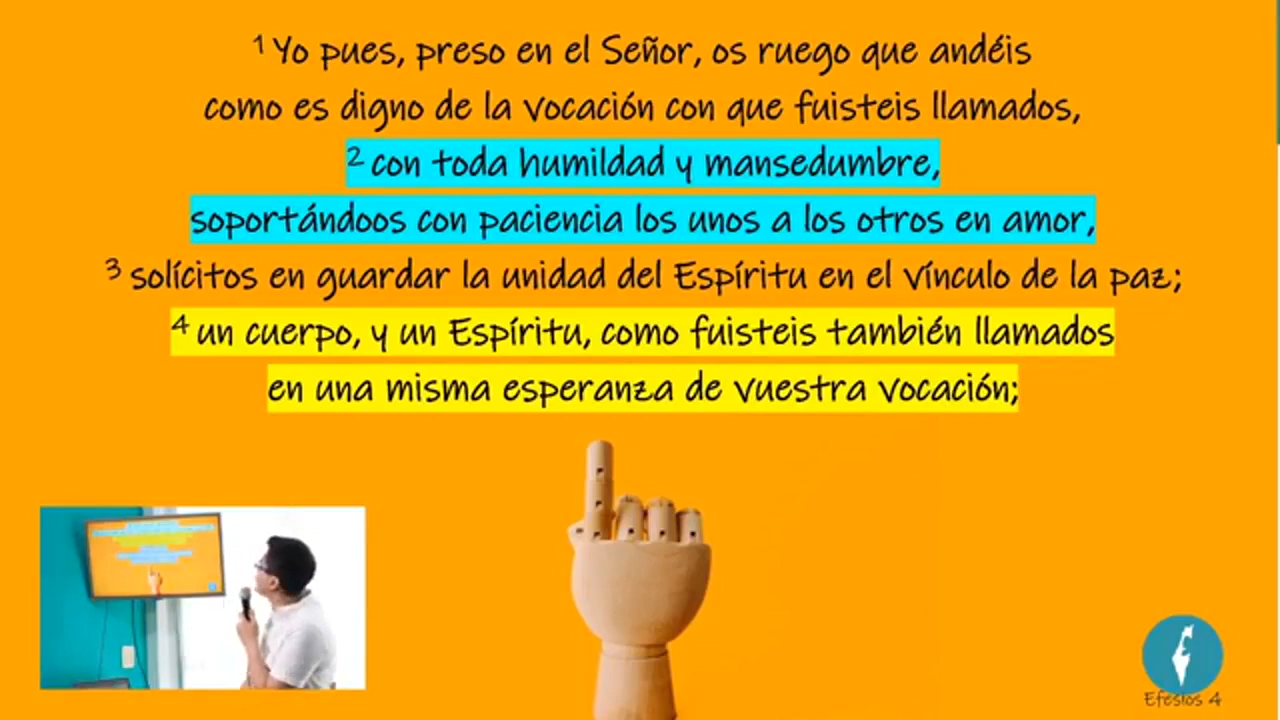 1 Yo pues, preso en el Señor, os ruego que andéis
como es digno de la vocación con que fuisteis llamados,
2 con toda humildad y mansedumbre,
soportándoos con paciencia los unos a los otros en amor,
3 solícitos en guardar la unidad del Espíritu en el vínculo de la paz;
4 un cuerpo, y un Espíritu, como fuisteis también llamados
en una misma esperanza de vuestra vocación;
Efesios 4